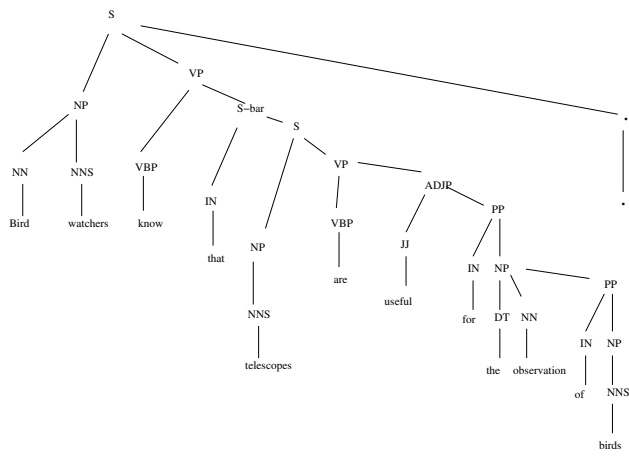 S
VP
S-bar
NP
S
.
VP
NN NNS VBP
ADJP
IN
PP
Bird watchers know
VBP
NP
JJ
that
IN NP
are
PP
useful
NNS
for
DT NN
IN NP
telescopes
the observation
of
NNS
birds
.